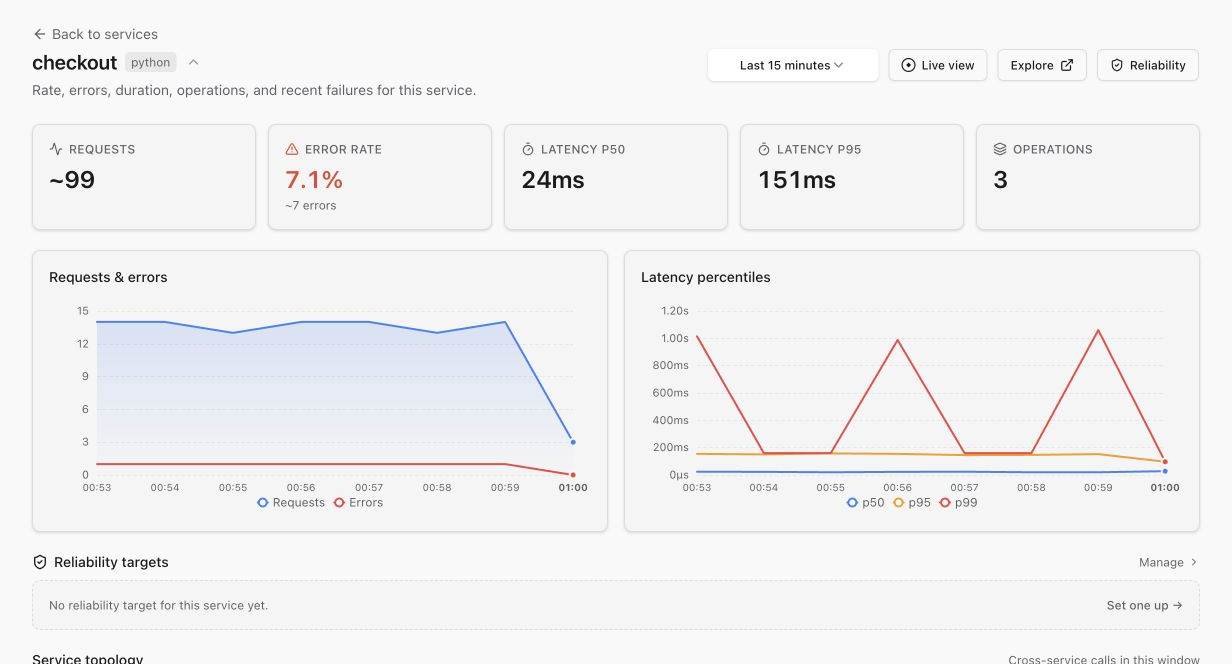 Back to services
checkout python
Last 15 minutes Live view Explore Reliability
Rate, errors, duration, operations, and recent failures for this service.
REQUESTS
~99
ERROR RATE
7.1%
~7 errors
LATENCY P50
24ms
LATENCY P95
151ms
OPERATIONS
3
Requests & errors
15
12
9
6
3
0
00:53 00:54 00:55 00:56 00:57 00:58 00:59 01:00
Requests Errors
Latency percentiles
1.20s
1.00s
800ms
600ms
400ms
200ms
0µs
00:53 00:54 00:55 00:56 00:57 00:58 00:59 01:00
p50 p95 p99
Reliability targets Manage
No reliability target for this service yet. Set one up →
Service topology Cross-service calls in this window